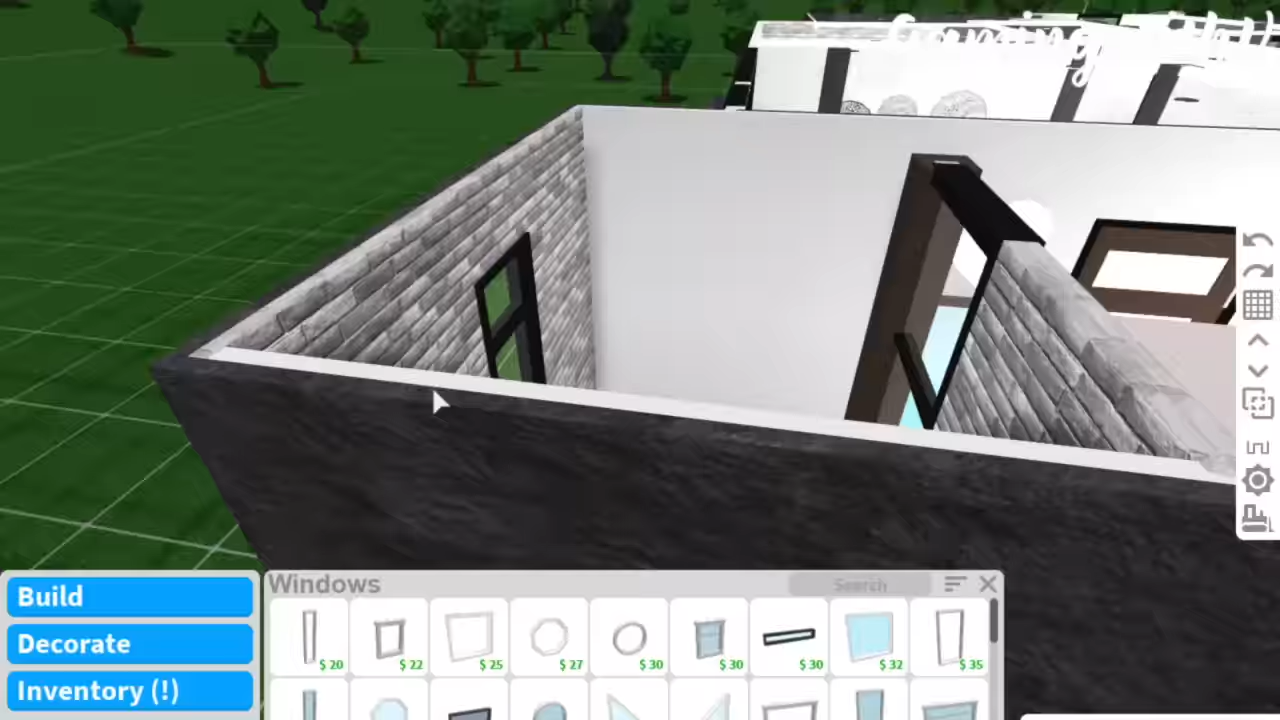 Build
Decorate
Inventory (!)
Windows
Search
$ 20
$ 22
$ 25
$ 27
$ 30
$ 30
$ 30
$ 32
$ 35